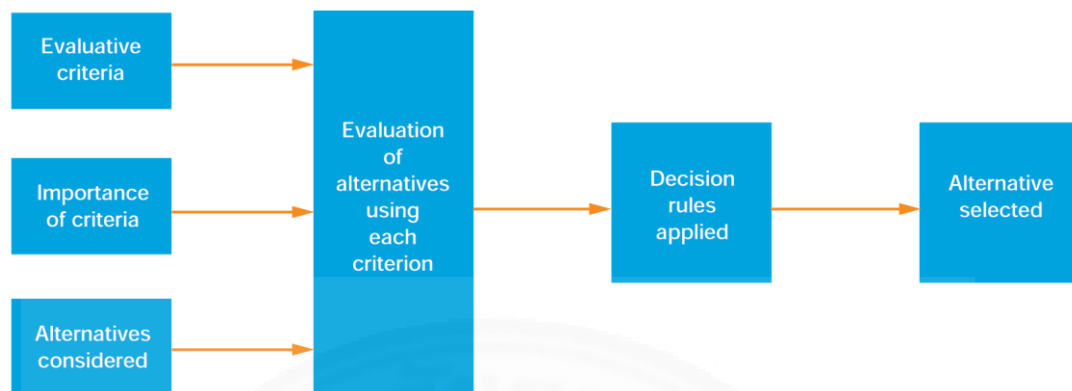 Evaluative
criteria
Importance
of criteria
Alternatives
considered
Evaluation
of
alternatives
using
each
criterion
Decision
rules
applied
Alternative
selected